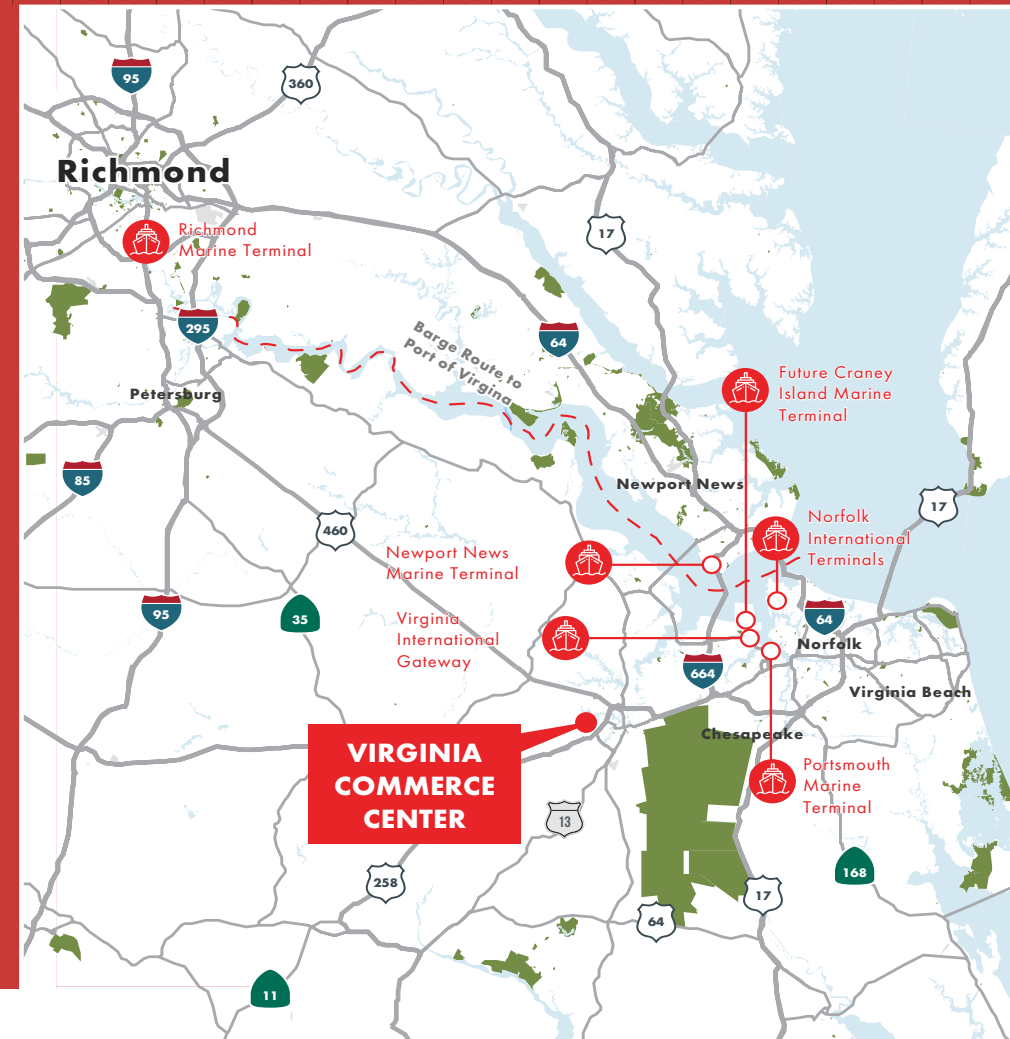 95
360
Richmond
Richmond
Marine Terminal
17
295
64
Barge Route to
Port of Virgina
Petersburg
Future Craney
Island Marine
Terminal
85
Newport News
17
460
Norfolk
International
Terminals
Newport News
Marine Terminal
95
35
64
Virginia
International
Gateway
Norfolk
664
Virginia Beach
Chesapeake
VIRGINIA
COMMERCE
CENTER
Portsmouth
Marine
Terminal
13
168
258
17
64
11